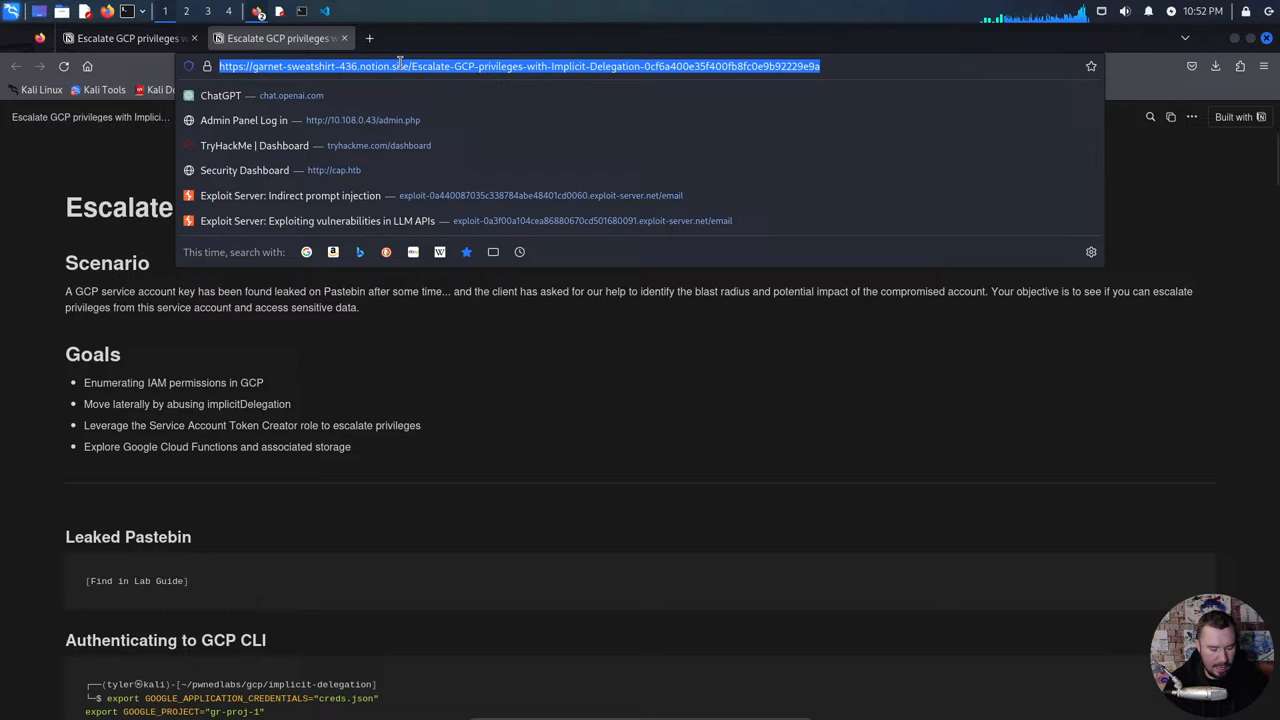 1 2 3 4 2 10:52 PM
Escalate GCP privileges w × Escalate GCP privileges w × +
https://garnet-sweatshirt-436.notion.site/Escalate-GCP-privileges-with-Implicit-Delegation-0cf6a400e35f400fb8fc0e9b92229e9a
Kali Linux Kali Tools Kali Do
ChatGPT — chat.openai.com
Escalate GCP privileges with Implici... Built with
Admin Panel Log in — http://10.108.0.43/admin.php
TryHackMe | Dashboard — tryhackme.com/dashboard
Security Dashboard — http://cap.htb
Exploit Server: Indirect prompt injection — exploit-0a440087035c338784abe48401cd0060.exploit-server.net/email
Escalate
Exploit Server: Exploiting vulnerabilities in LLM APIs — exploit-0a3f00a104cea86880670cd501680091.exploit-server.net/email
This time, search with:
Scenario
A GCP service account key has been found leaked on Pastebin after some time... and the client has asked for our help to identify the blast radius and potential impact of the compromised account. Your objective is to see if you can escalate
privileges from this service account and access sensitive data.
Goals
• Enumerating IAM permissions in GCP
• Move laterally by abusing implicitDelegation
• Leverage the Service Account Token Creator role to escalate privileges
• Explore Google Cloud Functions and associated storage
Leaked Pastebin
[Find in Lab Guide]
Authenticating to GCP CLI
┌──(tyler㉿kali)-[~/pwnedlabs/gcp/implicit-delegation]
└─$ export GOOGLE_APPLICATION_CREDENTIALS="creds.json"
export GOOGLE_PROJECT="gr-proj-1"